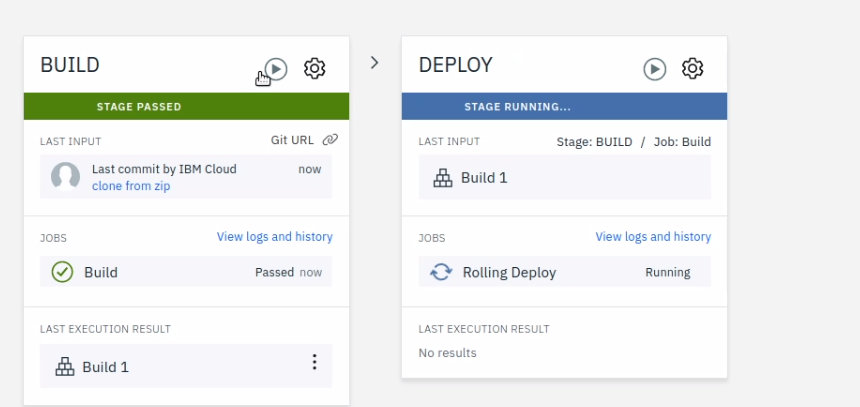 BUILD
STAGE PASSED
LAST INPUT
Git URL
Last commit by IBM Cloud
now
clone from zip
JOBS
View logs and history
Build
Passed now
LAST EXECUTION RESULT
Build 1
DEPLOY
STAGE RUNNING...
LAST INPUT
Stage: BUILD / Job: Build
Build 1
JOBS
View logs and history
Rolling Deploy
Running
LAST EXECUTION RESULT
No results